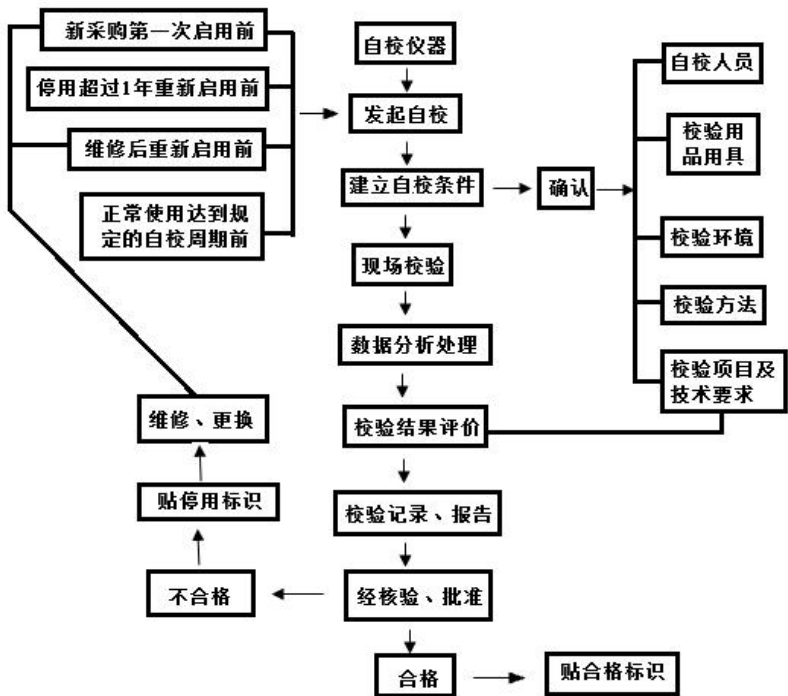 新采购第一次启用前
停用超过1年重新启用前
维修后重新启用前
正常使用达到规
定的自校周期前
自校仪器
发起自校
建立自校条件
确认
自校人员
校验用
品用具
校验环境
校验方法
校验项目及
技术要求
现场校验
数据分析处理
校验结果评价
校验记录、报告
经核验、批准
不合格
贴停用标识
维修、更换
合格
贴合格标识